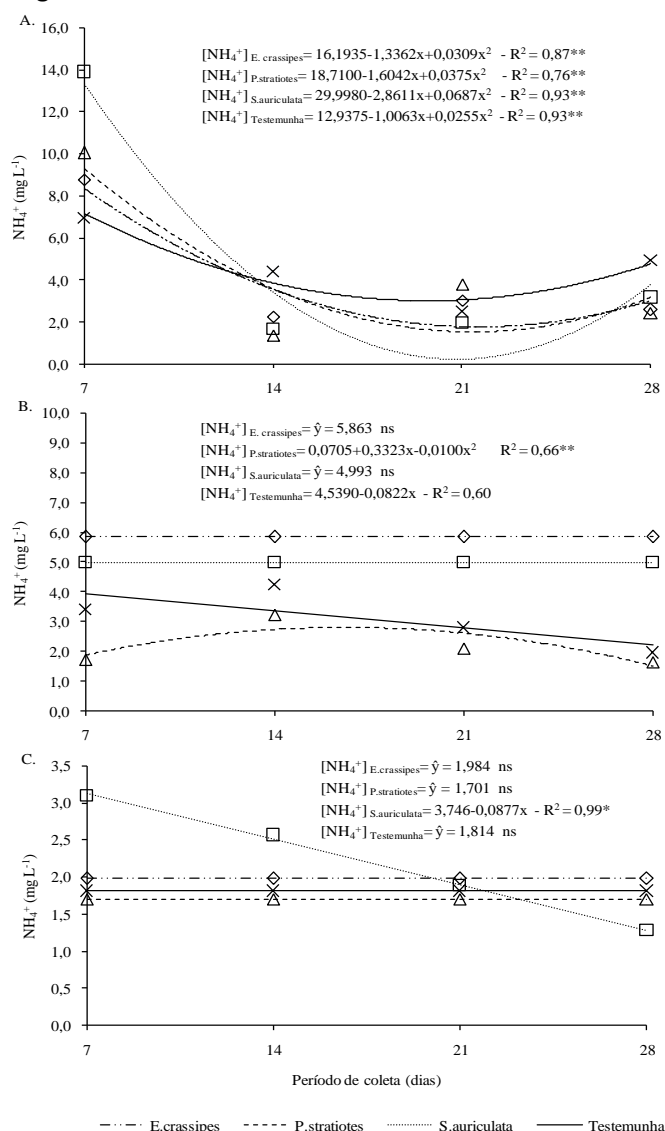 A.
[NH₄⁺] E. crassipes= 16,1935-1,3362x+0,0309x² - R² = 0,87**
[NH₄⁺] P.stratiotes= 18,7100-1,6042x+0,0375x² - R² = 0,76**
[NH₄⁺] S.auriculata= 29,9980-2,8611x+0,0687x² - R² = 0,93**
[NH₄⁺] Testemunha= 12,9375-1,0063x+0,0255x² - R² = 0,93**
16,0
14,0
12,0
10,0
8,0
6,0
4,0
2,0
0,0
NH₄⁺ (mg L⁻¹)
7 14 21 28
B.
[NH₄⁺] E. crassipes= ŷ = 5,863 ns
[NH₄⁺] P.stratiotes= 0,0705+0,3323x-0,0100x² R² = 0,66**
[NH₄⁺] S.auriculata= ŷ = 4,993 ns
[NH₄⁺] Testemunha= 4,5390-0,0822x - R² = 0,60
10,0
9,0
8,0
7,0
6,0
5,0
4,0
3,0
2,0
1,0
0,0
NH₄⁺ (mg L⁻¹)
7 14 21 28
C.
[NH₄⁺] E.crassipes= ŷ = 1,984 ns
[NH₄⁺] P.stratiotes= ŷ = 1,701 ns
[NH₄⁺] S.auriculata= 3,746-0,0877x - R² = 0,99*
[NH₄⁺] Testemunha= ŷ = 1,814 ns
3,5
3,0
2,5
2,0
1,5
1,0
0,5
0,0
NH₄⁺ (mg L⁻¹)
7 14 21 28
Período de coleta (dias)
E.crassipes P.stratiotes S.auriculata Testemunha